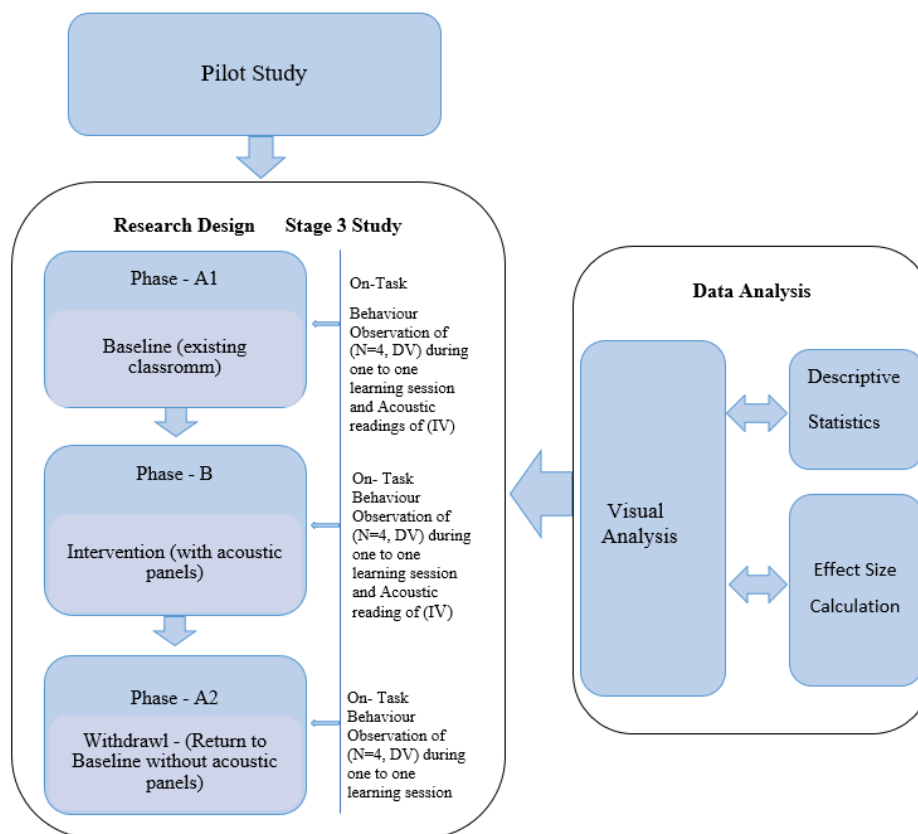 Pilot Study
Research Design Stage 3 Study
Phase - A1
Baseline (existing classromm)
On-Task
Behaviour
Observation of
(N=4, DV) during
one to one
learning session
and Acoustic
readings of (IV)
Phase - B
Intervention (with acoustic
panels)
On- Task
Behaviour
Observation of
(N=4, DV) during
one to one
learning session
and Acoustic
reading of (IV)
Phase - A2
Withdrawl - (Return to
Baseline without acoustic
panels)
On- Task
Behaviour
Observation of
(N=4, DV) during
one to one
learning session
Data Analysis
Visual
Analysis
Descriptive
Statistics
Effect Size
Calculation